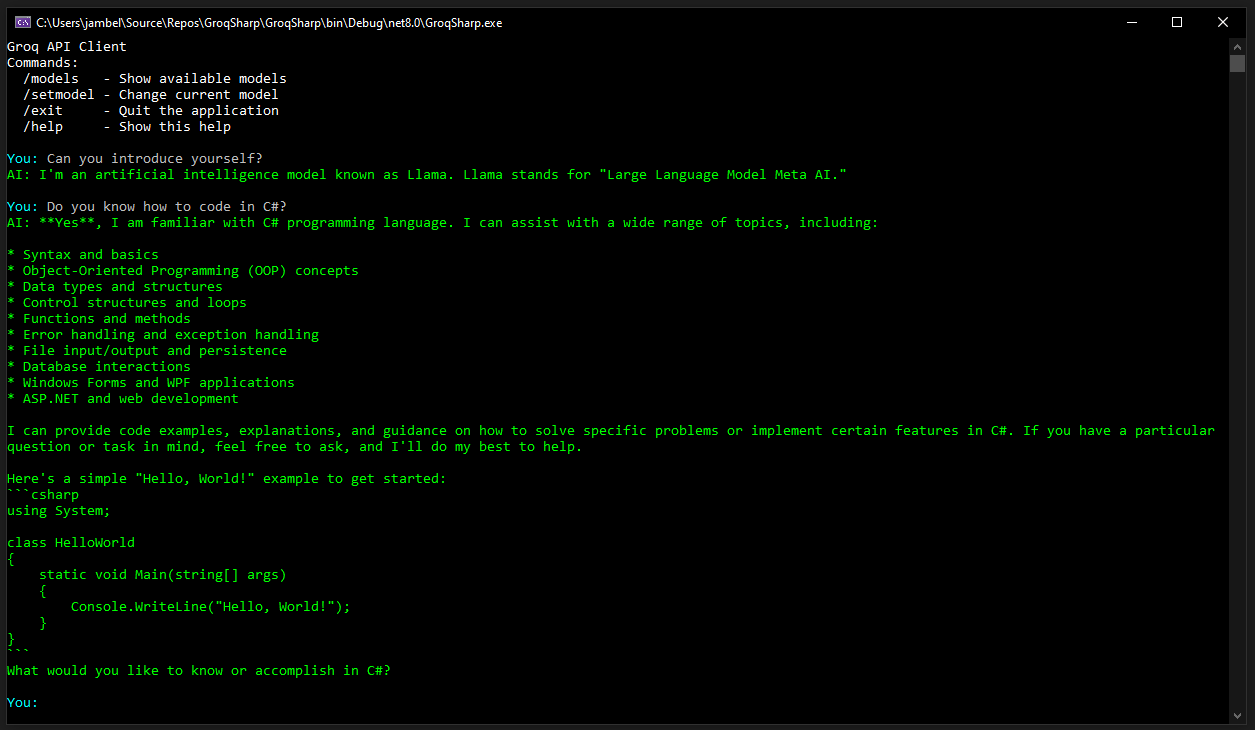 C:\Users\jambel\Source\Repos\GroqSharp\GroqSharp\bin\Debug\net8.0\GroqSharp.exe
Groq API Client
Commands:
  /models   - Show available models
  /setmodel - Change current model
  /exit     - Quit the application
  /help     - Show this help

You: Can you introduce yourself?
AI: I'm an artificial intelligence model known as Llama. Llama stands for "Large Language Model Meta AI."

You: Do you know how to code in C#?
AI: **Yes**, I am familiar with C# programming language. I can assist with a wide range of topics, including:

* Syntax and basics
* Object-Oriented Programming (OOP) concepts
* Data types and structures
* Control structures and loops
* Functions and methods
* Error handling and exception handling
* File input/output and persistence
* Database interactions
* Windows Forms and WPF applications
* ASP.NET and web development

I can provide code examples, explanations, and guidance on how to solve specific problems or implement certain features in C#. If you have a particular
question or task in mind, feel free to ask, and I'll do my best to help.

Here's a simple "Hello, World!" example to get started:
```csharp
using System;

class HelloWorld
{
    static void Main(string[] args)
    {
        Console.WriteLine("Hello, World!");
    }
}
```
What would you like to know or accomplish in C#?

You: